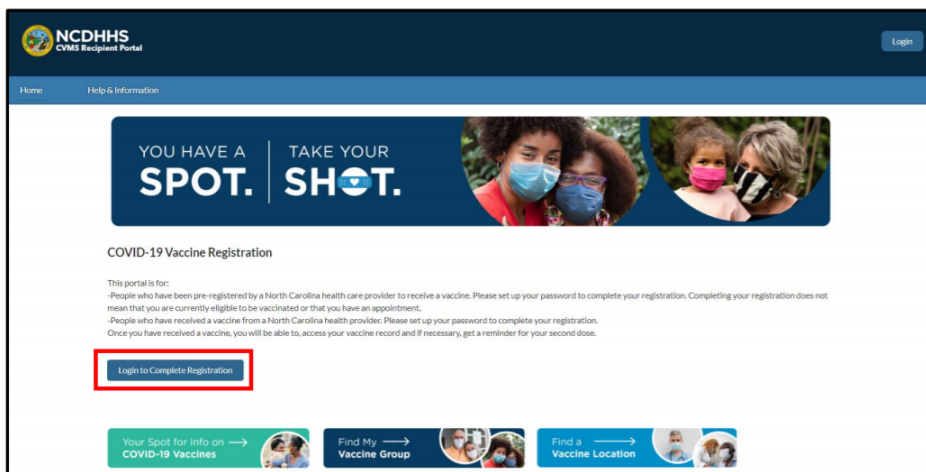 NCDHHS
CVMS Recipient Portal
Login
Home
Help & Information
YOU HAVE A
SPOT.
TAKE YOUR
SHOT.
COVID-19 Vaccine Registration
This portal is for:
-People who have been pre-registered by a North Carolina health care provider to receive a vaccine. Please set up your password to complete your registration. Completing your registration does not
mean that you are currently eligible to be vaccinated or that you have an appointment.
-People who have received a vaccine from a North Carolina health provider. Please set up your password to complete your registration.
Once you have received a vaccine, you will be able to, access your vaccine record and if necessary, get a reminder for your second dose.
Login to Complete Registration
Your Spot for Info on
COVID-19 Vaccines
Find My
Vaccine Group
Find a
Vaccine Location